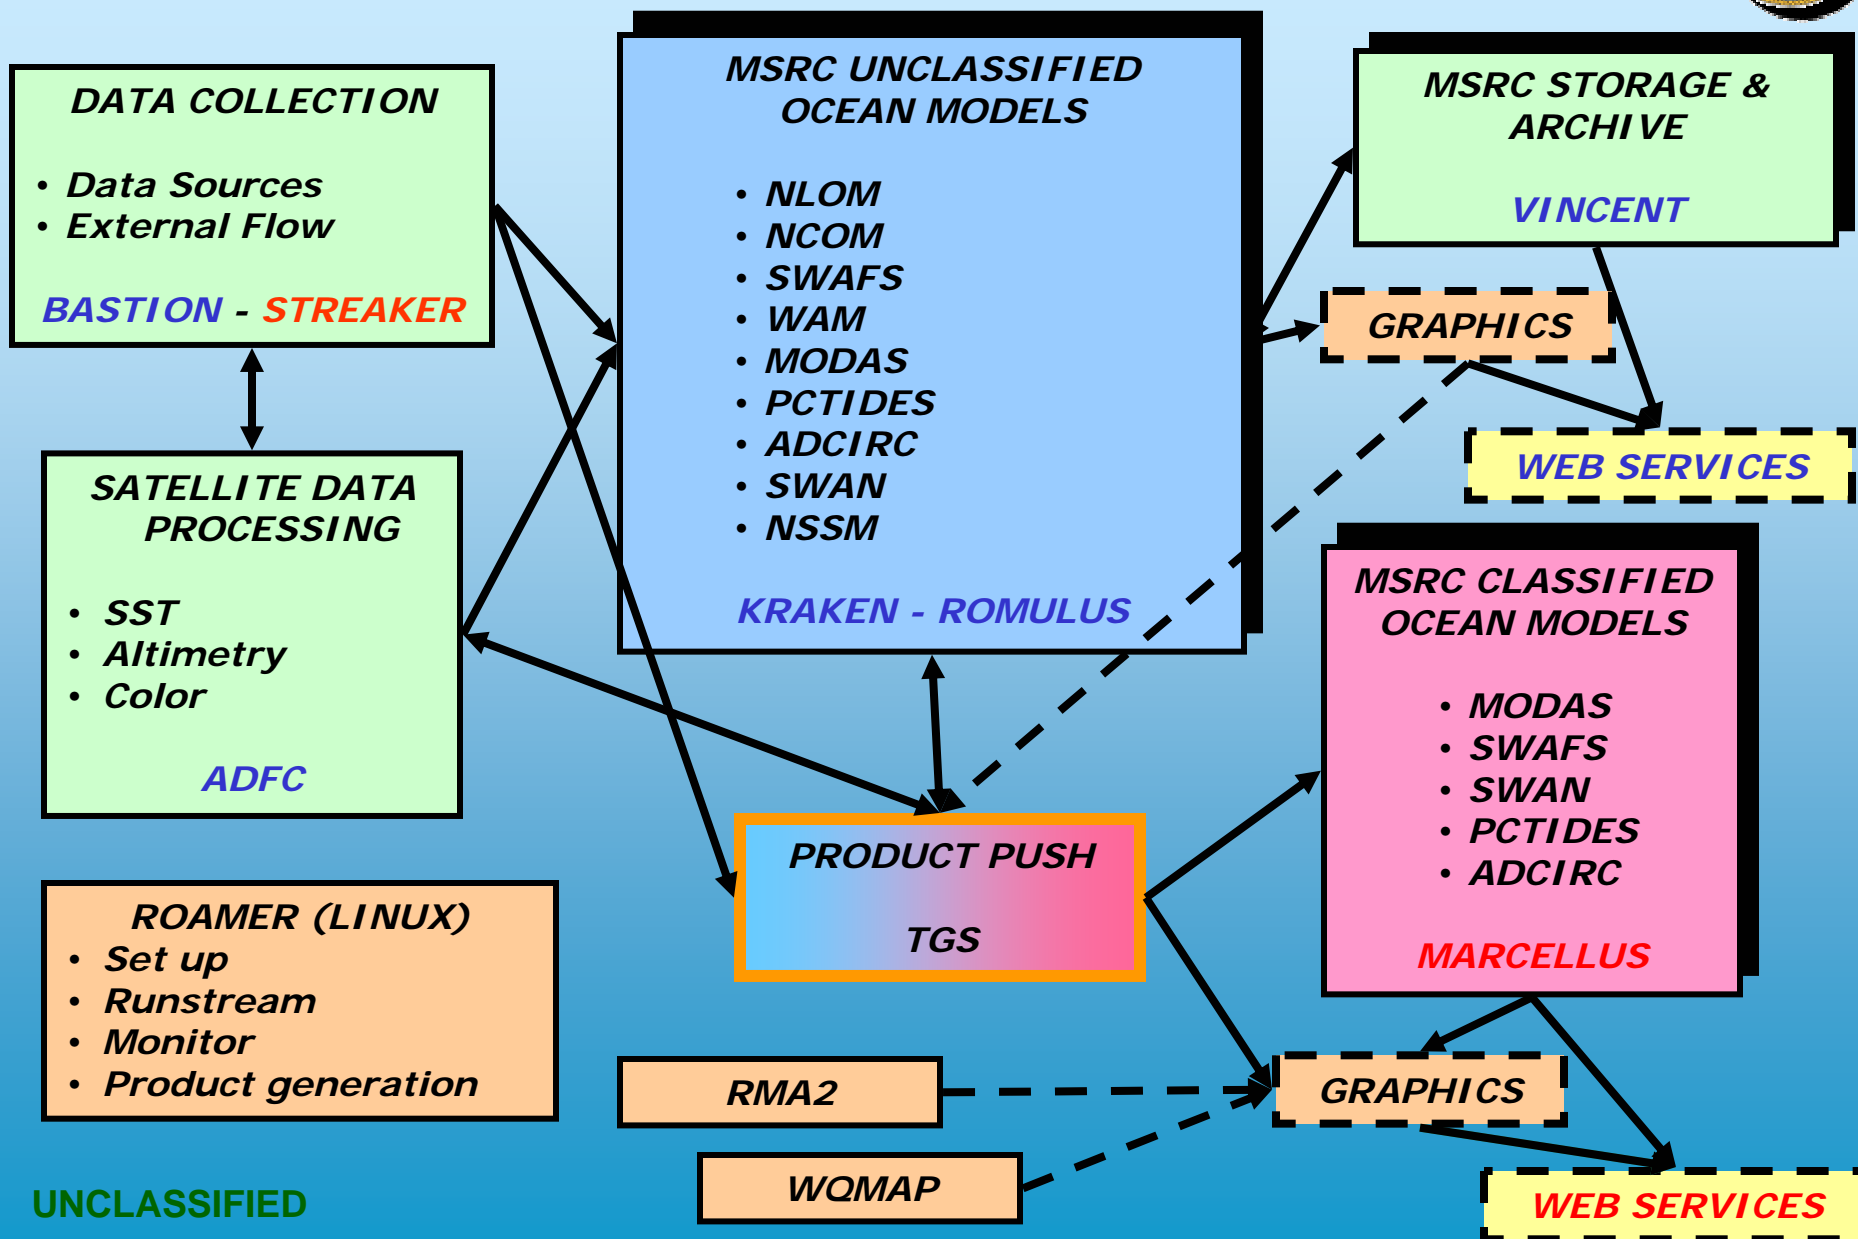 DATA COLLECTION
• Data Sources
• External Flow
BASTION - STREAKER
SATELLITE DATA
PROCESSING
• SST
• Altimetry
• Color
ADFC
ROAMER (LINUX)
• Set up
• Runstream
• Monitor
• Product generation
UNCLASSIFIED
MSRC UNCLASSIFIED
OCEAN MODELS
• NLOM
• NCOM
• SWAFS
• WAM
• MODAS
• PCTIDES
• ADCIRC
• SWAN
• NSSM
KRAKEN - ROMULUS
PRODUCT PUSH
TGS
RMA2
WQMAP
MSRC STORAGE &
ARCHIVE
VINCENT
GRAPHICS
WEB SERVICES
MSRC CLASSIFIED
OCEAN MODELS
• MODAS
• SWAFS
• SWAN
• PCTIDES
• ADCIRC
MARCELLUS
GRAPHICS
WEB SERVICES